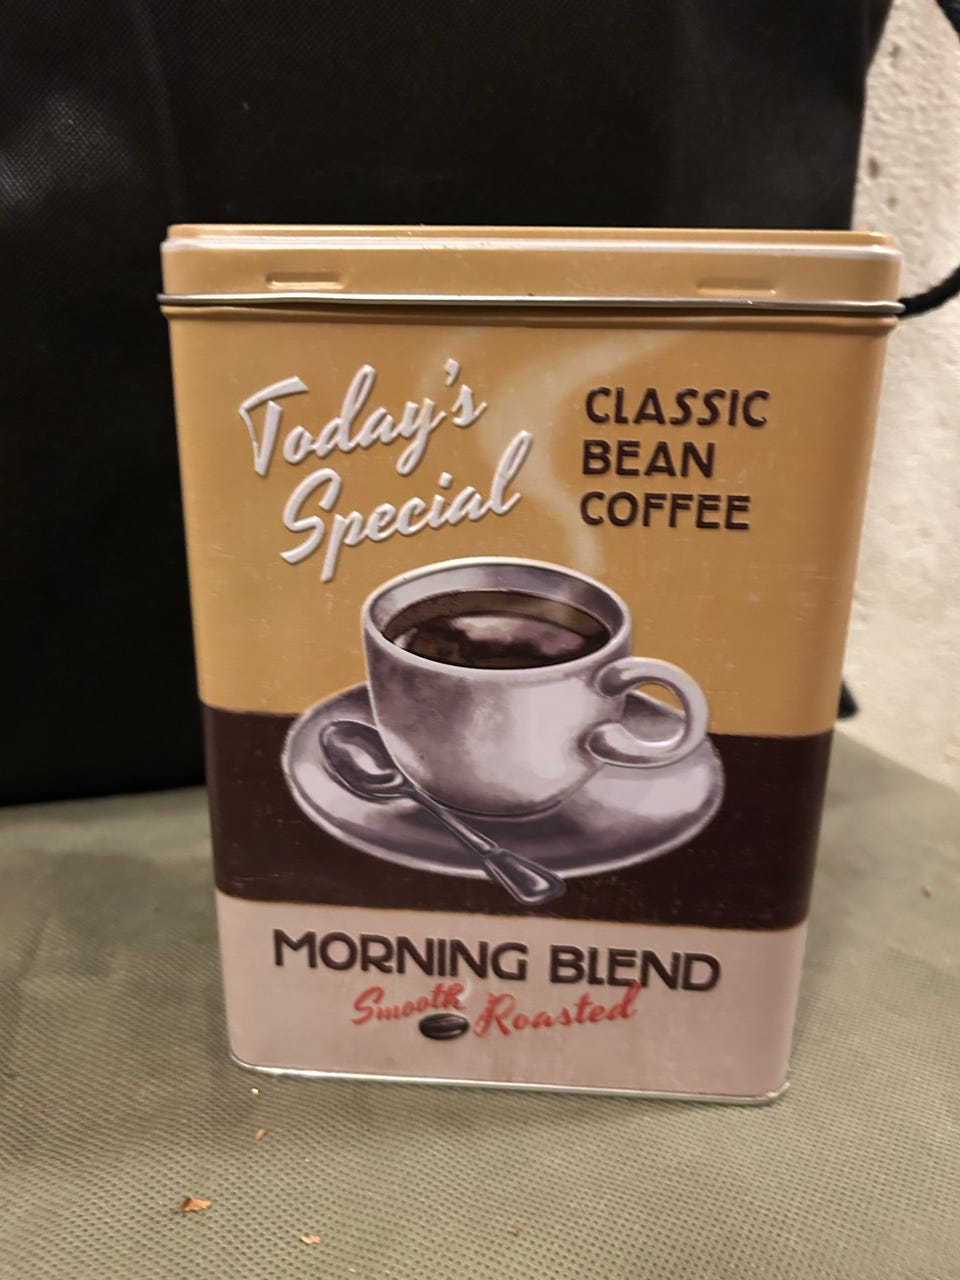 Today's
Special
CLASSIC
BEAN
COFFEE
MORNING BLEND
Smooth Roasted